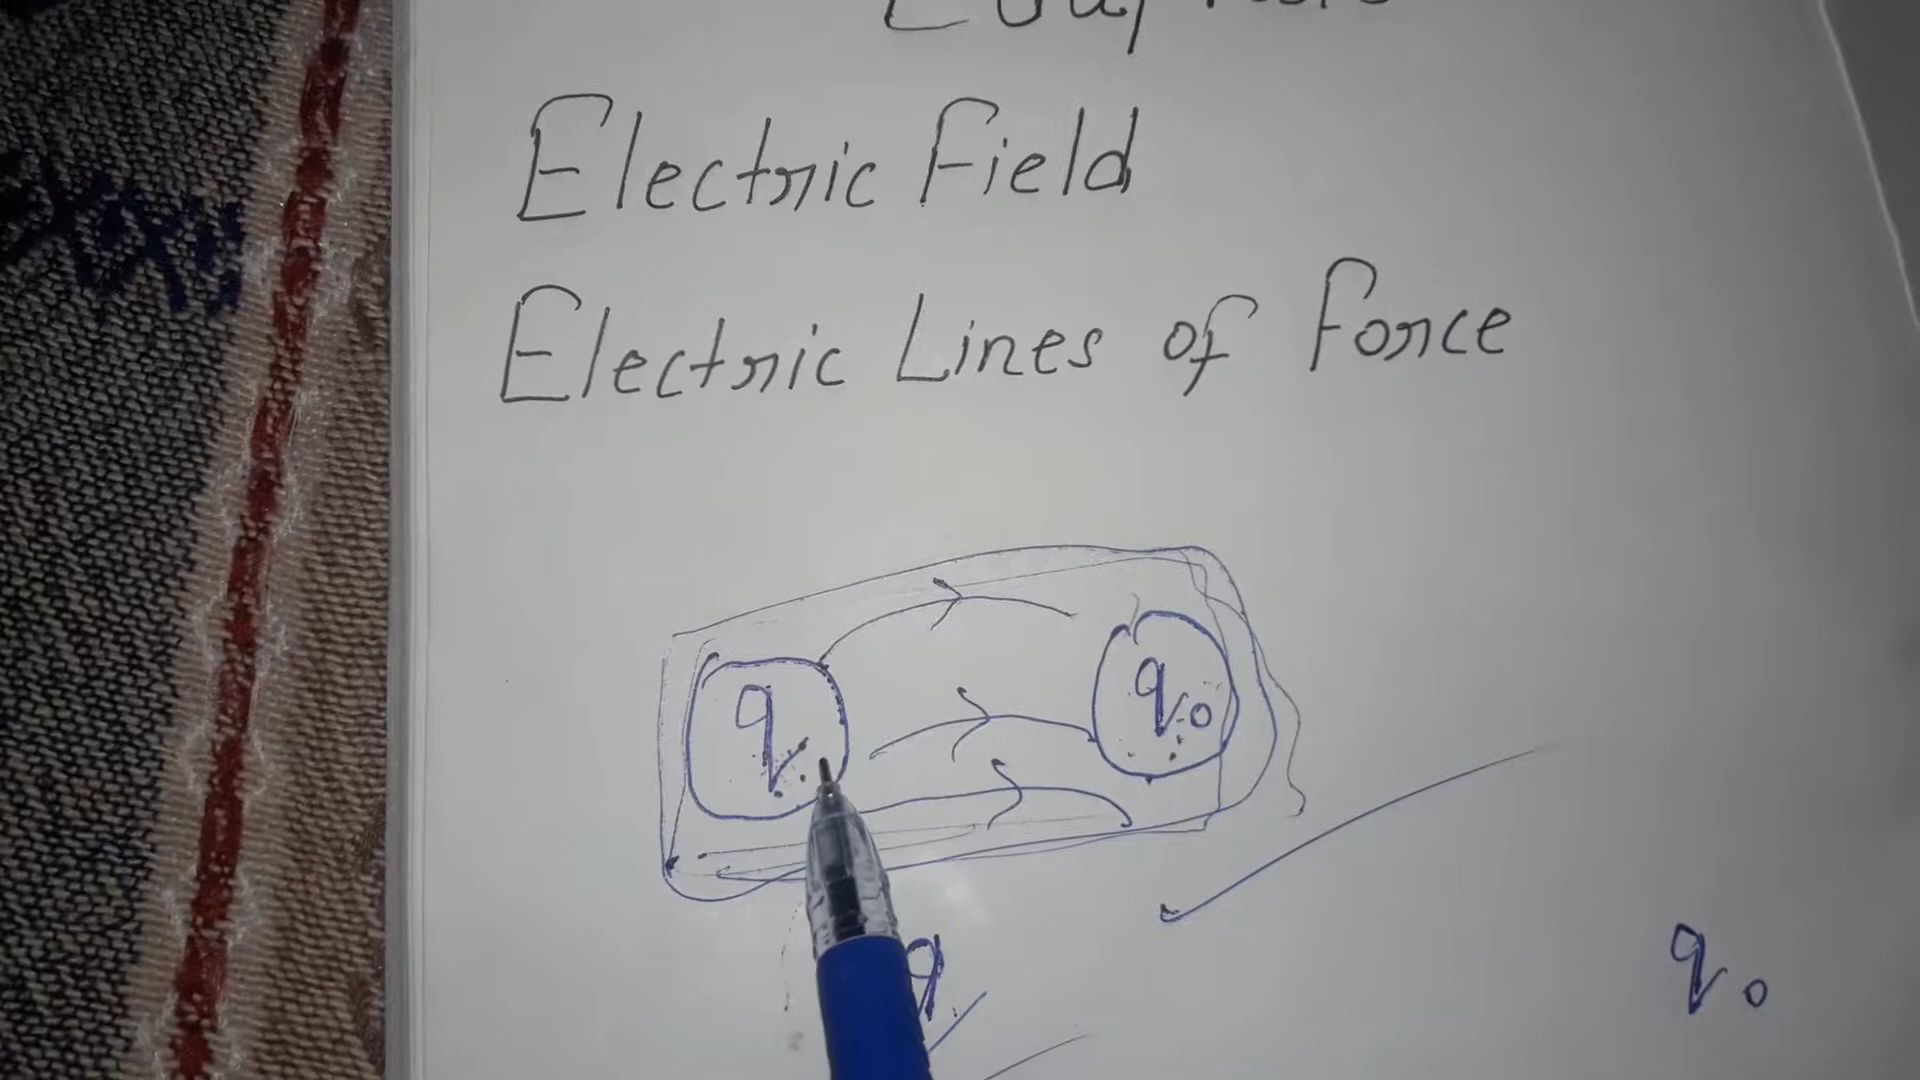 Electric Field
Electric Lines of Force
q
q₀
q
q₀